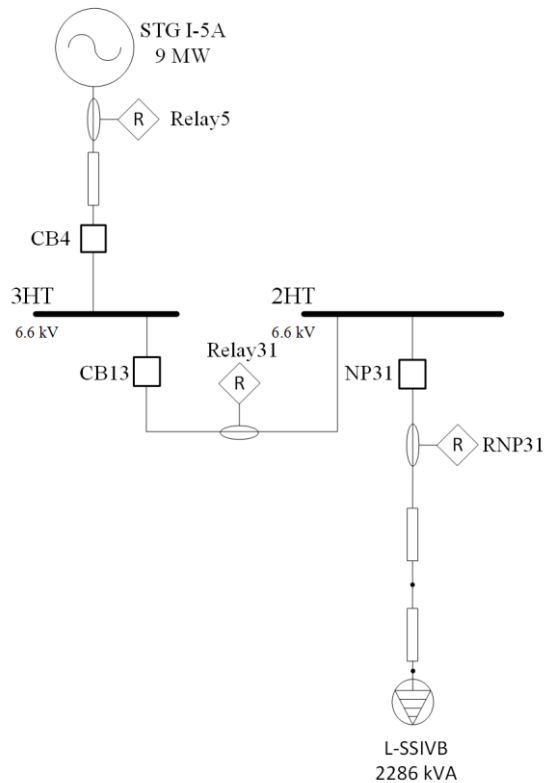 STG I-5A
9 MW
R
Relay5
CB4
3HT
6.6 kV
2HT
6.6 kV
CB13
Relay31
R
NP31
R
RNP31
L-SSIVB
2286 kVA